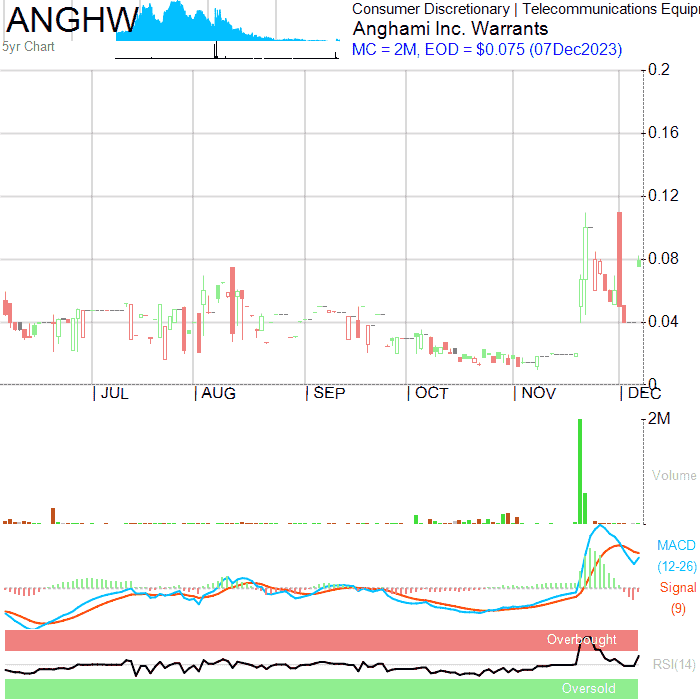 ANGHW
5yr Chart
Consumer Discretionary | Telecommunications Equip
Anghami Inc. Warrants
MC = 2M, EOD = $0.075 (07Dec2023)
0.2
0.16
0.12
0.08
0.04
0
JUL AUG SEP OCT NOV DEC
2M
Volume
MACD
(12-26)
Signal
(9)
Overbought
RSI(14)
Oversold